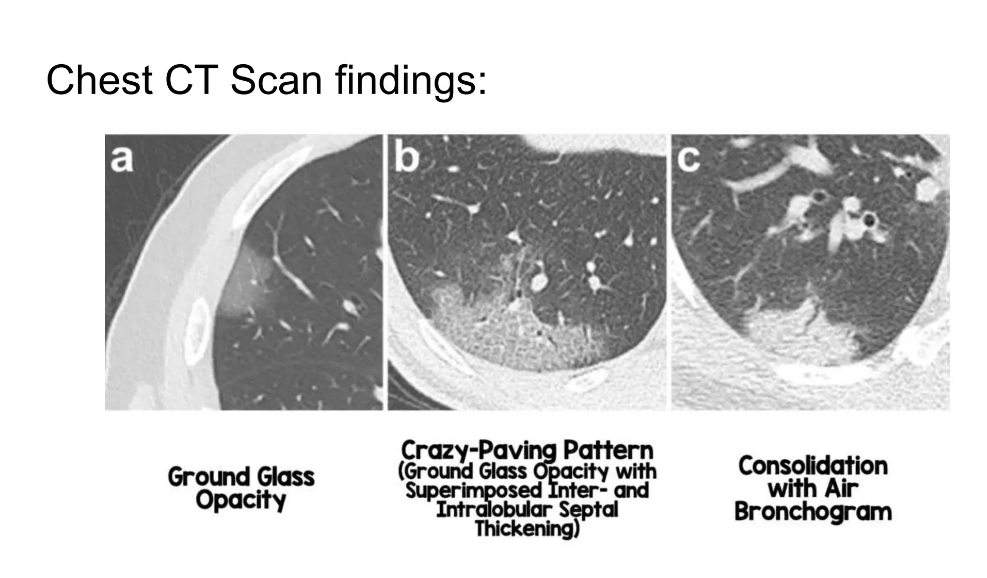 Chest CT Scan findings:
a
b
c
Ground Glass
Opacity
Crazy-Paving Pattern
(Ground Glass Opacity with
Superimposed Inter- and
Intralobular Septal
Thickening)
Consolidation
with Air
Bronchogram